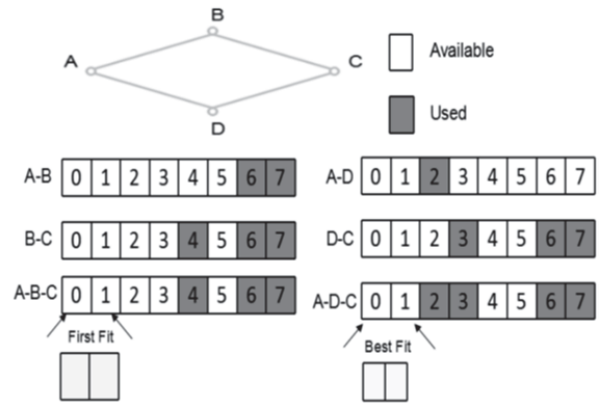 B
A
C
D
Available
Used
A-B 0 1 2 3 4 5 6 7
B-C 0 1 2 3 4 5 6 7
A-B-C 0 1 2 3 4 5 6 7
First Fit
A-D 0 1 2 3 4 5 6 7
D-C 0 1 2 3 4 5 6 7
A-D-C 0 1 2 3 4 5 6 7
Best Fit